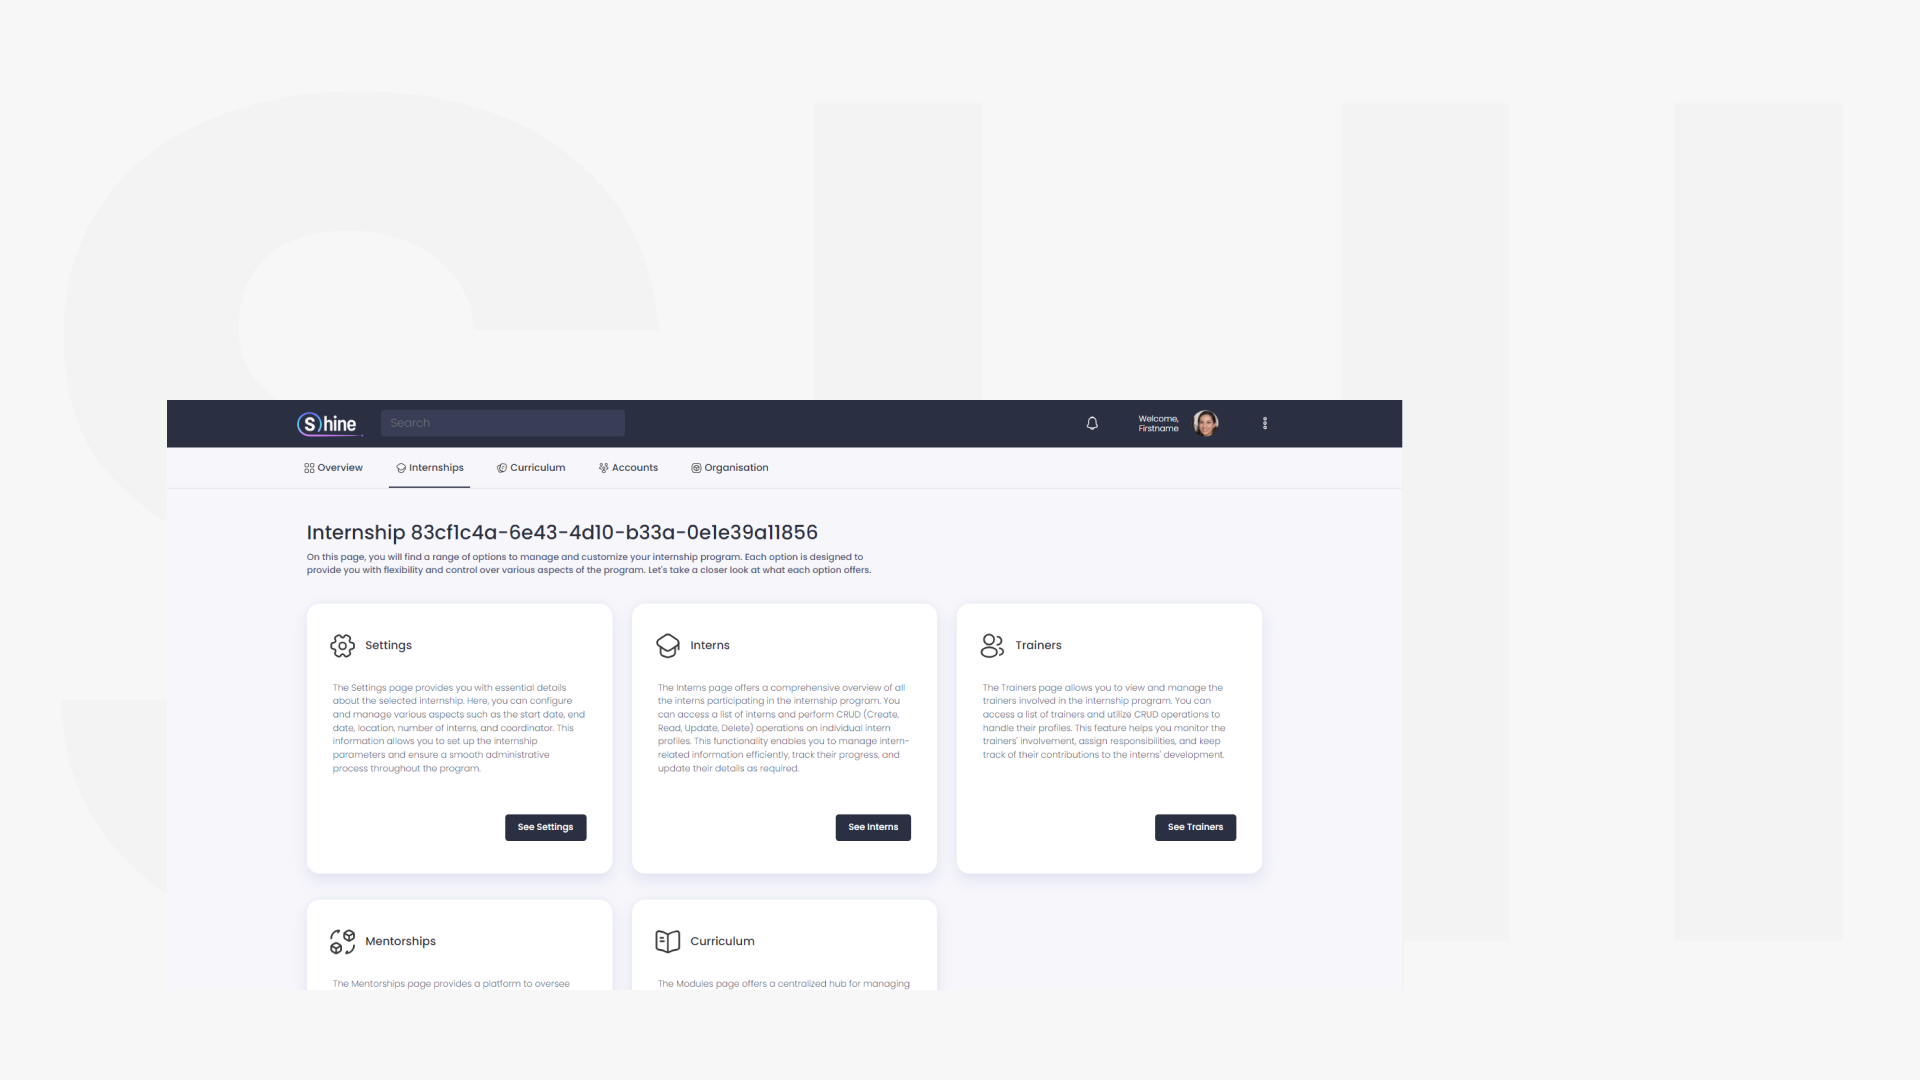 Shine
Search
Welcome,
Firstname
Overview
Internships
Curriculum
Accounts
Organisation
Internship 83cf1c4a-6e43-4d10-b33a-0e1e39a11856
On this page, you will find a range of options to manage and customize your internship program. Each option is designed to
provide you with flexibility and control over various aspects of the program. Let's take a closer look at what each option offers.
Settings
The Settings page provides you with essential details
about the selected internship. Here, you can configure
and manage various aspects such as the start date, end
date, location, number of interns, and coordinator. This
information allows you to set up the internship
parameters and ensure a smooth administrative
process throughout the program.
See Settings
Interns
The Interns page offers a comprehensive overview of all
the interns participating in the internship program. You
can access a list of interns and perform CRUD (Create,
Read, Update, Delete) operations on individual intern
profiles. This functionality enables you to manage intern-
related information efficiently, track their progress, and
update their details as required.
See Interns
Trainers
The Trainers page allows you to view and manage the
trainers involved in the internship program. You can
access a list of trainers and utilize CRUD operations to
handle their profiles. This feature helps you monitor the
trainers' involvement, assign responsibilities, and keep
track of their contributions to the interns' development.
See Trainers
Mentorships
The Mentorships page provides a platform to oversee
Curriculum
The Modules page offers a centralized hub for managing